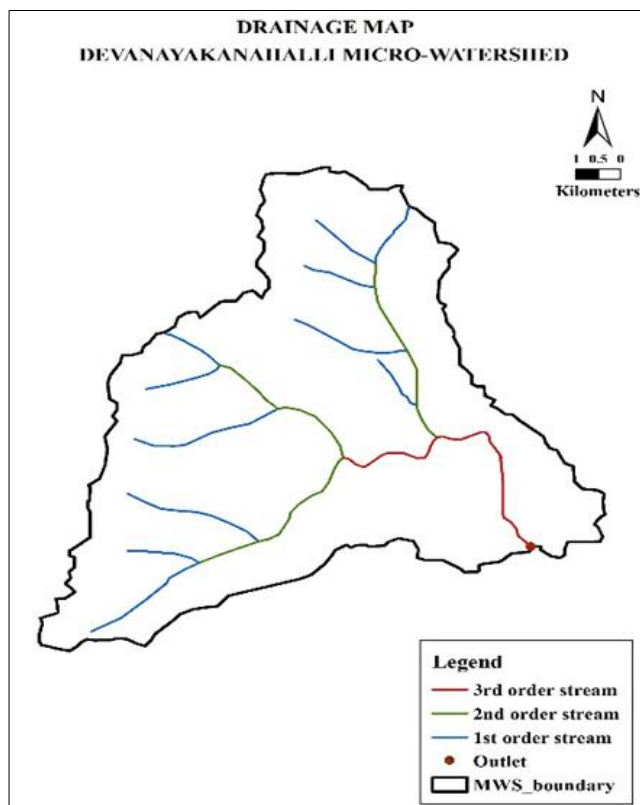 DRAINAGE MAP
DEVANAYAKANAHALLI MICRO-WATERSHED
N
1 0.5 0
Kilometers
Legend
3rd order stream
2nd order stream
1st order stream
Outlet
MWS_boundary